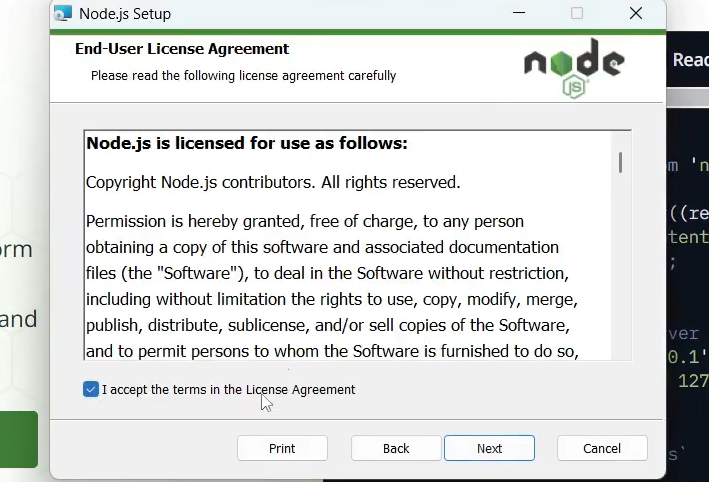 Node.js Setup
End-User License Agreement
Please read the following license agreement carefully
node
JS
Node.js is licensed for use as follows:
Copyright Node.js contributors. All rights reserved.
Permission is hereby granted, free of charge, to any person
obtaining a copy of this software and associated documentation
files (the "Software"), to deal in the Software without restriction,
including without limitation the rights to use, copy, modify, merge,
publish, distribute, sublicense, and/or sell copies of the Software,
and to permit persons to whom the Software is furnished to do so,
I accept the terms in the License Agreement
Print
Back
Next
Cancel
orm
and
Read
m 'n
((re
tent
;
ver
0.1'
127
s`